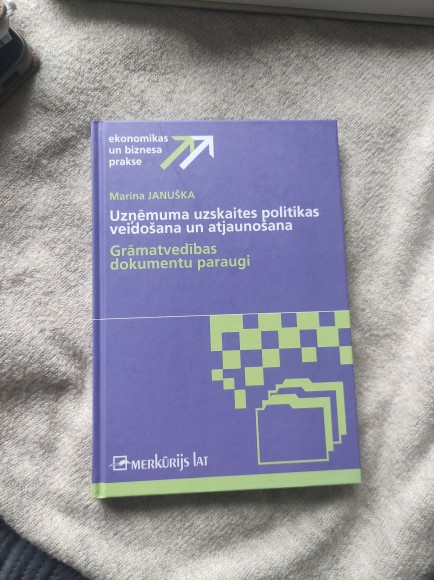 ekonomikas
un biznesa
prakse
Marina JANUŠKA
Uzņēmuma uzskaites politikas
veidošana un atjaunošana
Grāmatvedības
dokumentu paraugi
MERKŪRIJS LAT